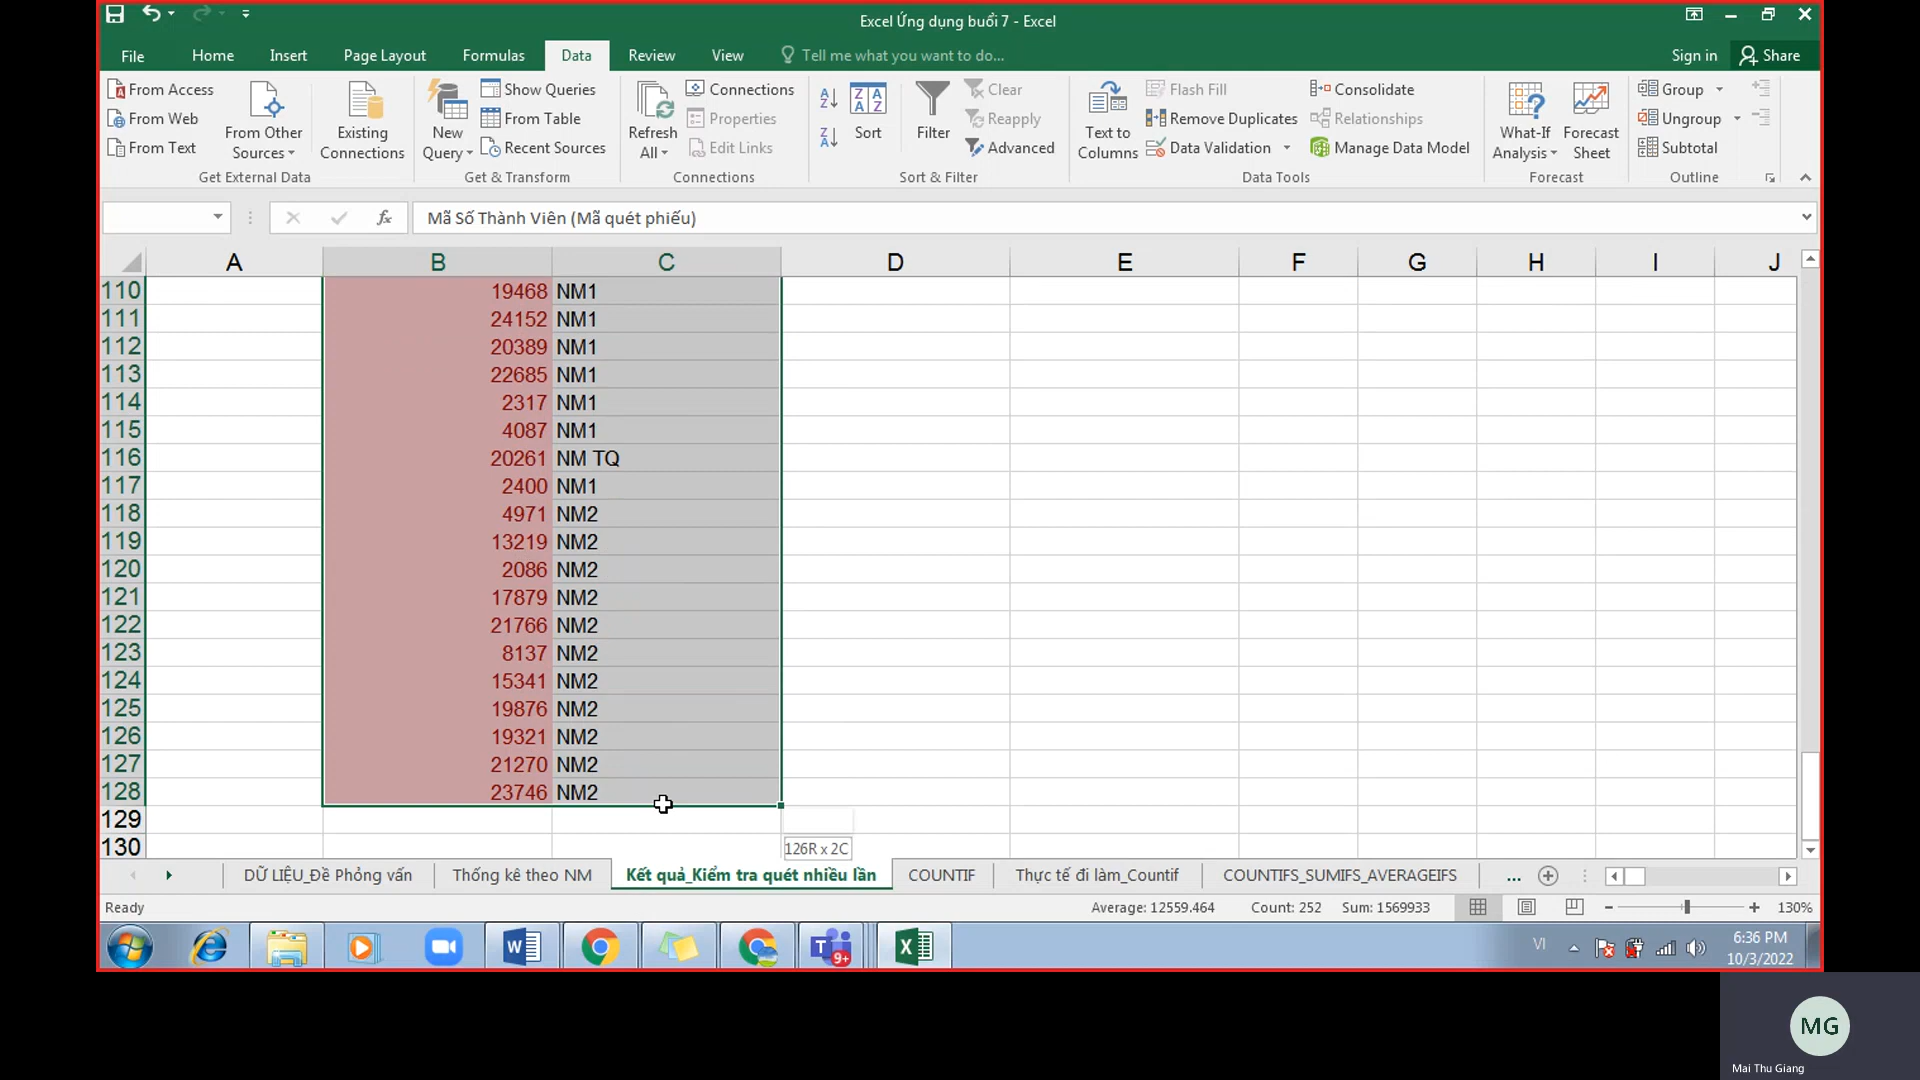 Excel Ứng dụng buổi 7 - Excel
File Home Insert Page Layout Formulas Data Review View Tell me what you want to do... Sign in Share
From Access
From Web
From Text
From Other Sources
Existing Connections
Get External Data
New Query
Show Queries
From Table
Recent Sources
Get & Transform
Refresh All
Connections
Properties
Edit Links
Connections
Sort
Filter
Clear
Reapply
Advanced
Sort & Filter
Text to Columns
Flash Fill
Remove Duplicates
Data Validation
Consolidate
Relationships
Manage Data Model
Data Tools
What-If Analysis
Forecast Sheet
Forecast
Group
Ungroup
Subtotal
Outline
fx Mã Số Thành Viên (Mã quét phiếu)
A B C D E F G H I J
110 19468 NM1
111 24152 NM1
112 20389 NM1
113 22685 NM1
114 2317 NM1
115 4087 NM1
116 20261 NM TQ
117 2400 NM1
118 4971 NM2
119 13219 NM2
120 2086 NM2
121 17879 NM2
122 21766 NM2
123 8137 NM2
124 15341 NM2
125 19876 NM2
126 19321 NM2
127 21270 NM2
128 23746 NM2
129
130
126R x 2C
DỮ LIỆU_Đề Phỏng vấn Thống kê theo NM Kết quả_Kiểm tra quét nhiều lần COUNTIF Thực tế đi làm_Countif COUNTIFS_SUMIFS_AVERAGEIFS ...
Ready Average: 12559.464 Count: 252 Sum: 1569933 130%
9+ VI 6:36 PM
10/3/2022
MG
Mai Thu Giang